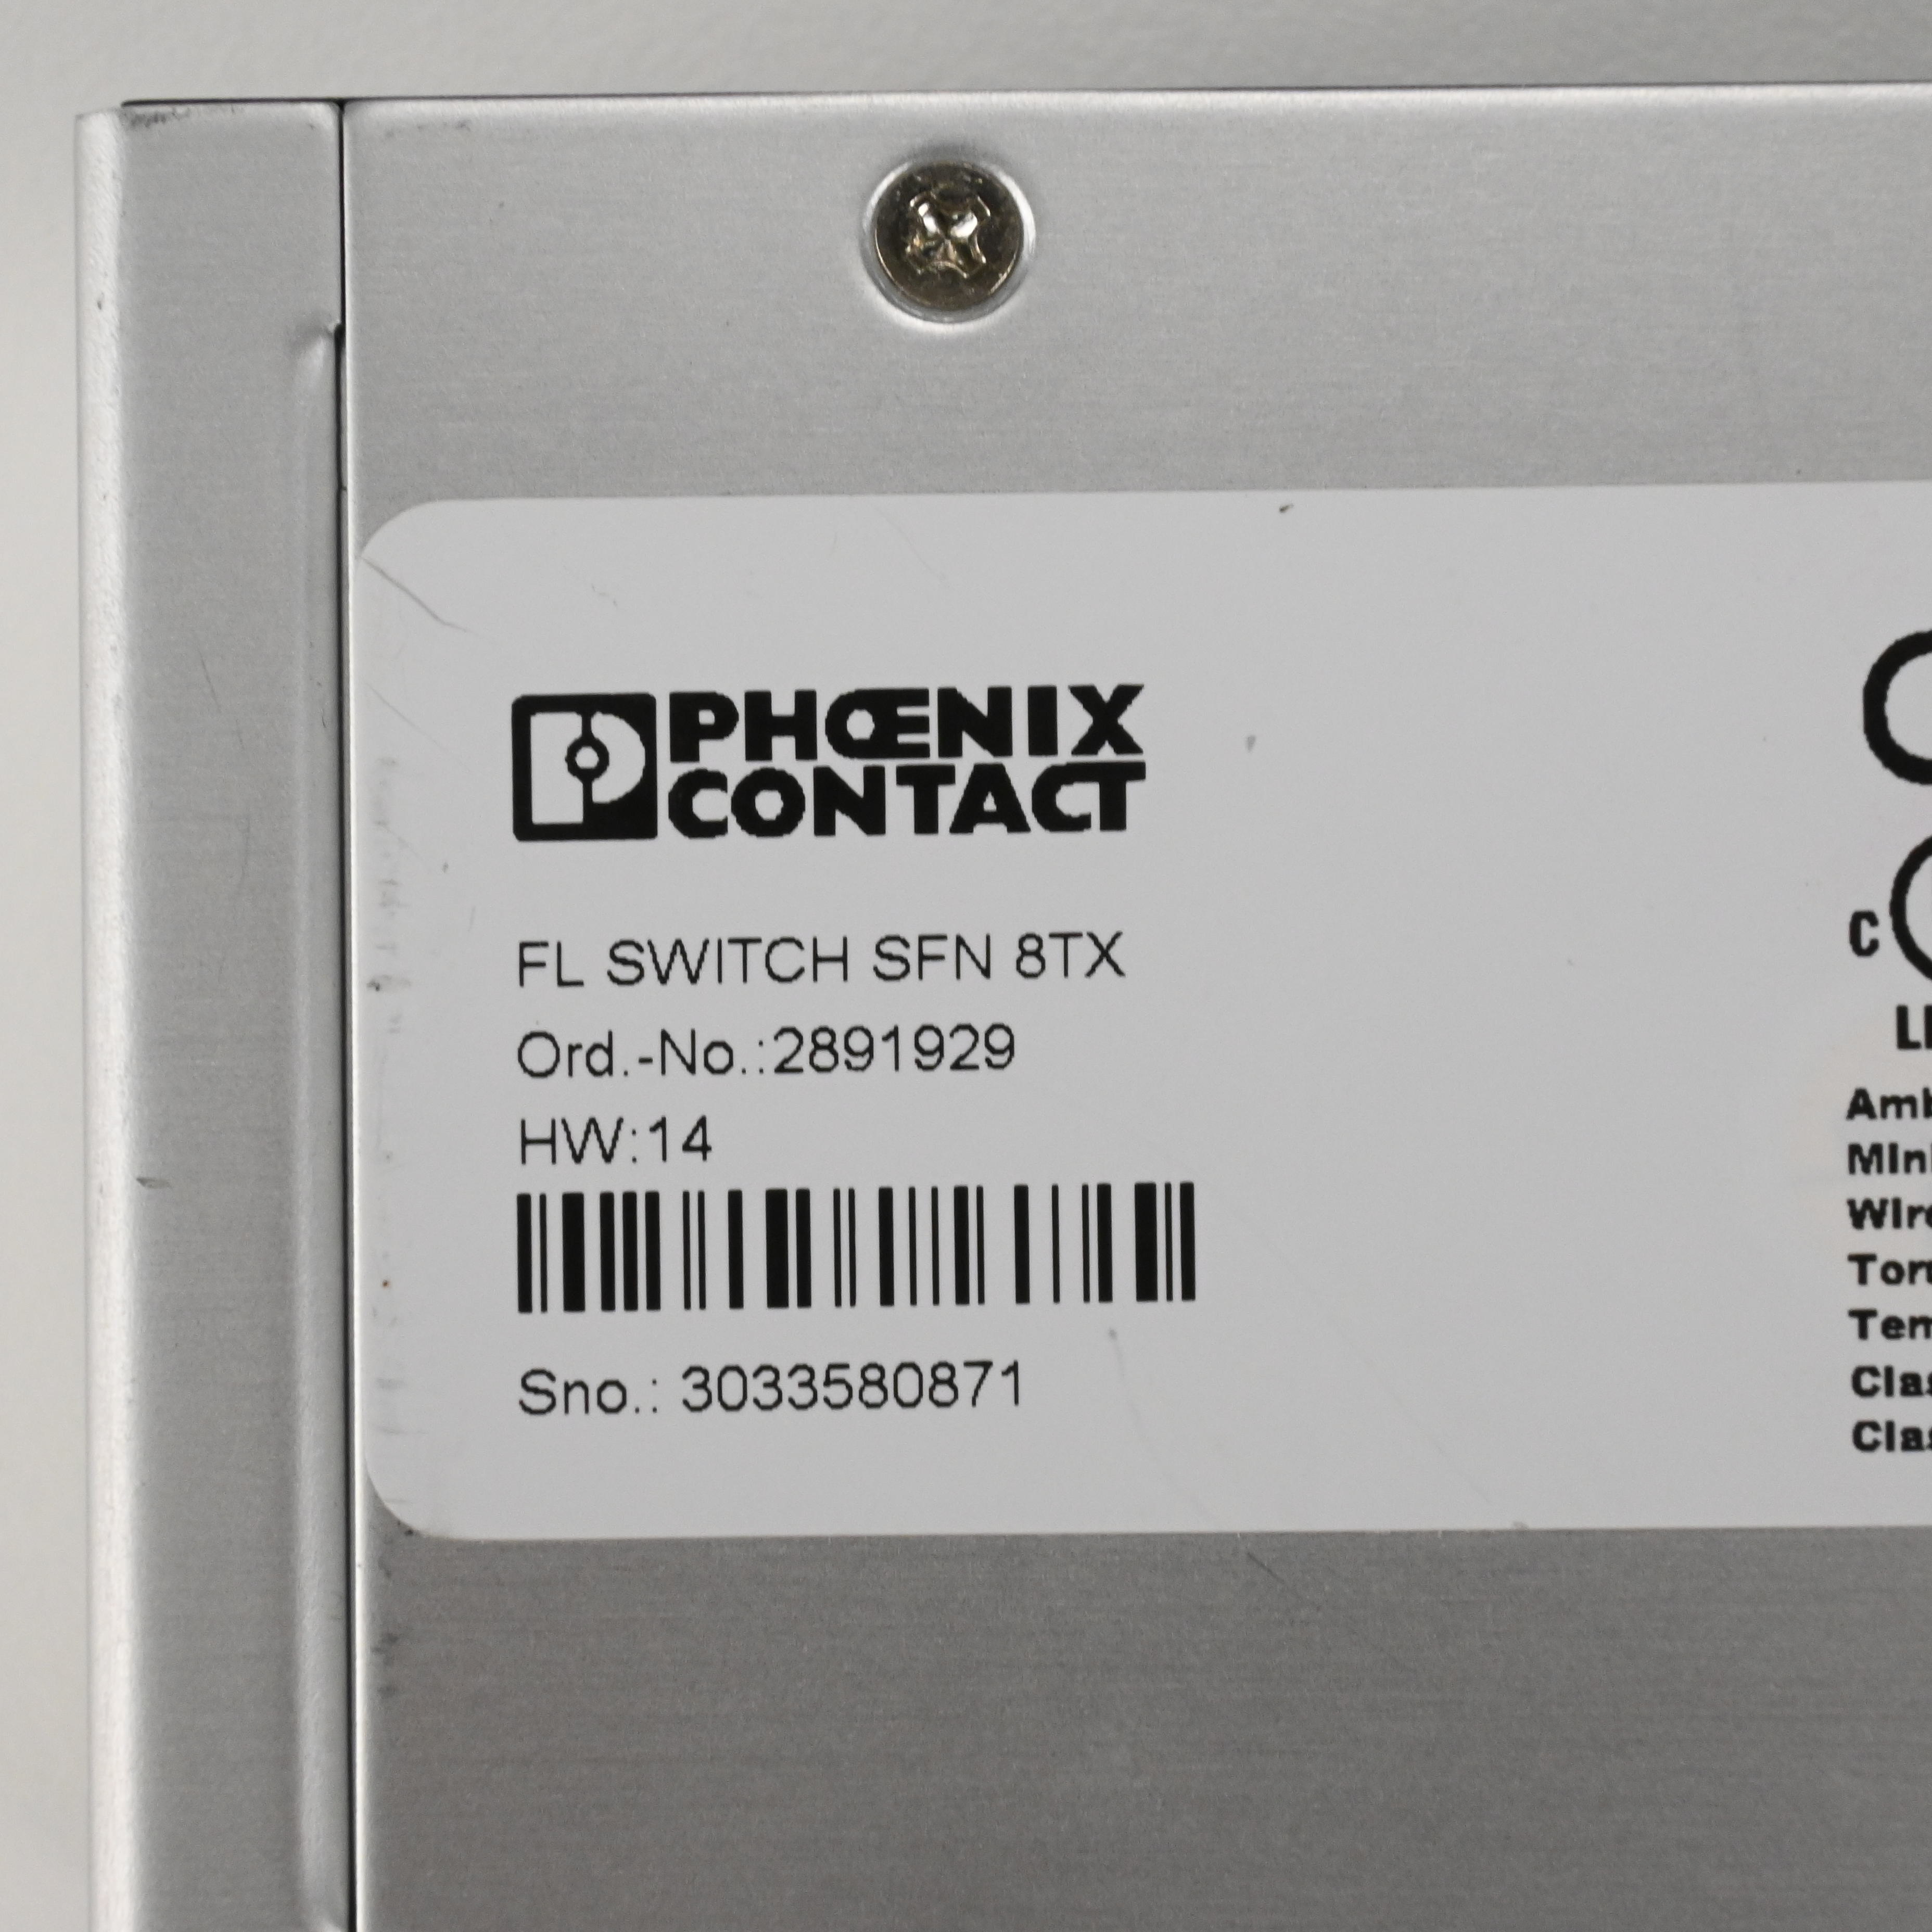 PHŒNIX
CONTACT
FL SWITCH SFN 8TX
Ord.-No.:2891929
HW:14
Sno.: 3033580871
C